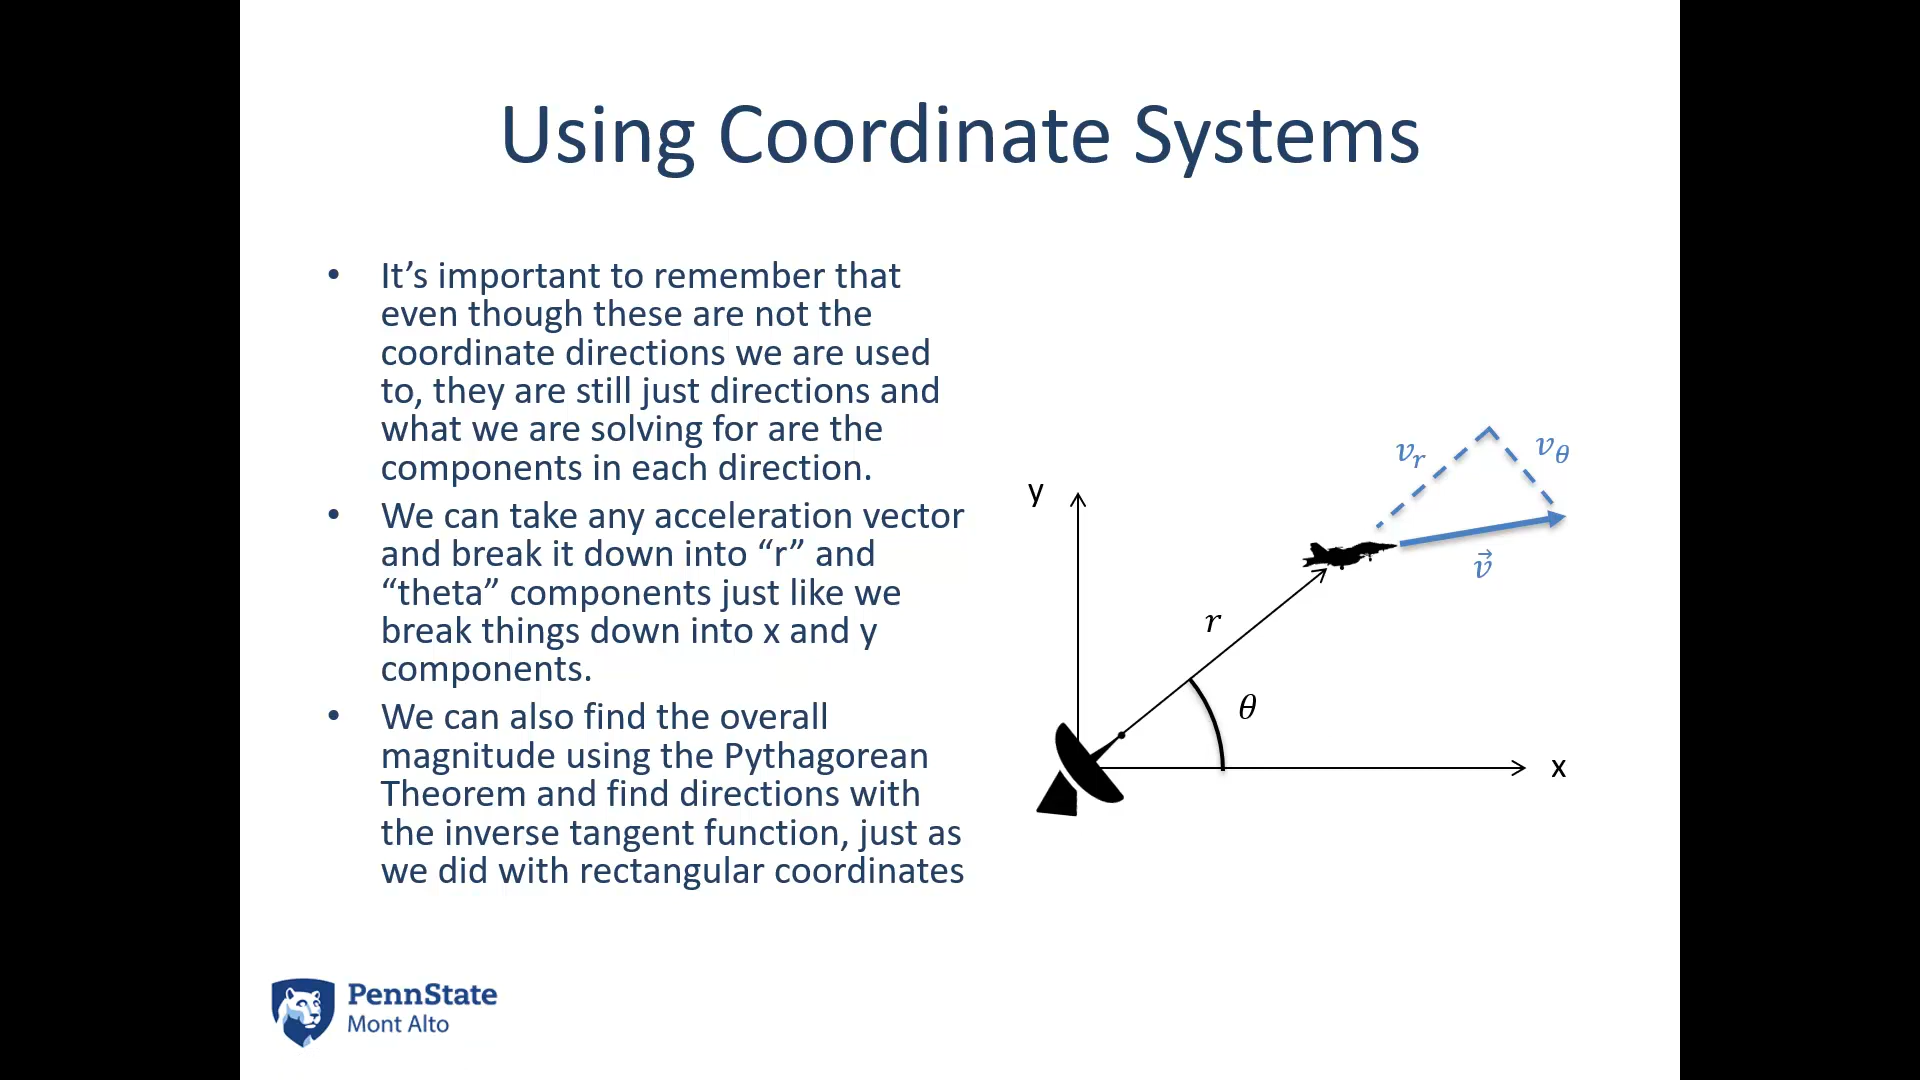 Using Coordinate Systems
• It’s important to remember that
even though these are not the
coordinate directions we are used
to, they are still just directions and
what we are solving for are the
components in each direction.
• We can take any acceleration vector
and break it down into “r” and
“theta” components just like we
break things down into x and y
components.
• We can also find the overall
magnitude using the Pythagorean
Theorem and find directions with
the inverse tangent function, just as
we did with rectangular coordinates
v_r
v_θ
y
v⃗
r
θ
x
PennState
Mont Alto